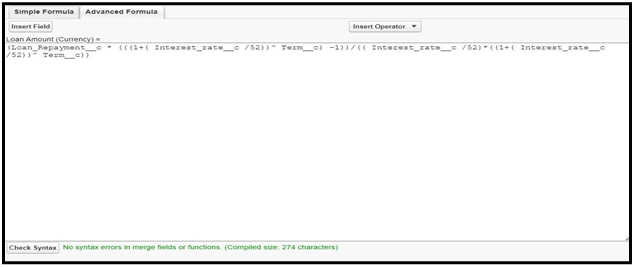 Simple Formula Advanced Formula
Insert Field Insert Operator
Loan Amount (Currency) =
(Loan_Repayment__c * (((1+( Interest_rate__c /52))^ Term__c) -1))/(( Interest_rate__c /52)*((1+( Interest_rate__c
/52))^ Term__c))
Check Syntax No syntax errors in merge fields or functions. (Compiled size: 274 characters)